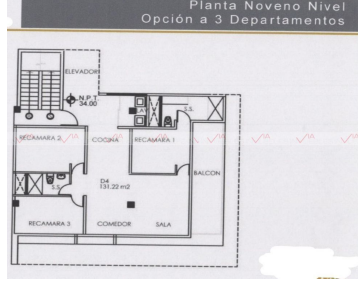 Planta Noveno Nivel
Opción a 3 Departamentos
ELEVADOR
N.P.T.
34.00
S.S.
RECAMARA 2
COCINA
RECAMARA 1
BALCON
D4
131.22 m2
S.S.
RECAMARA 3
COMEDOR
SALA